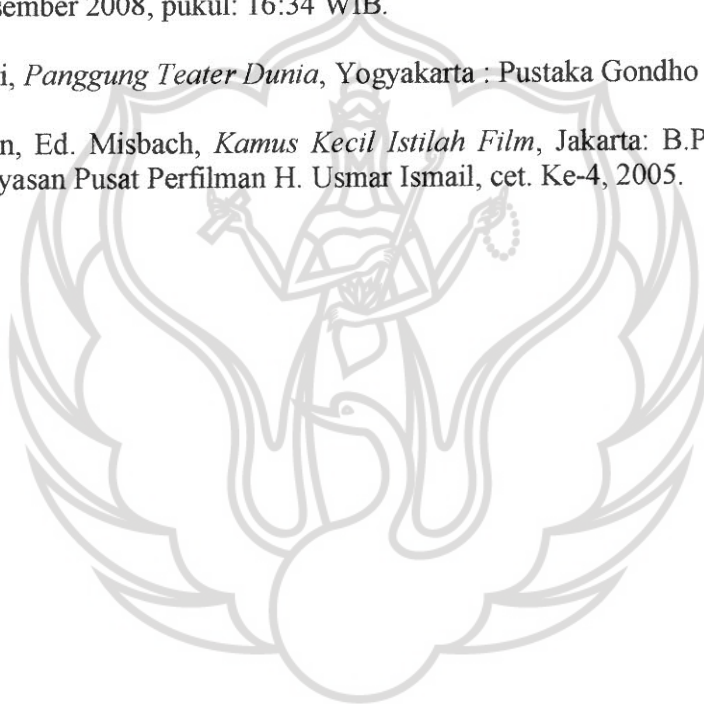 sember 2008, pukul: 16:34 WIB.
i, Panggung Teater Dunia, Yogyakarta : Pustaka Gondho
n, Ed. Misbach, Kamus Kecil Istilah Film, Jakarta: B.P
yasan Pusat Perfilman H. Usmar Ismail, cet. Ke-4, 2005.